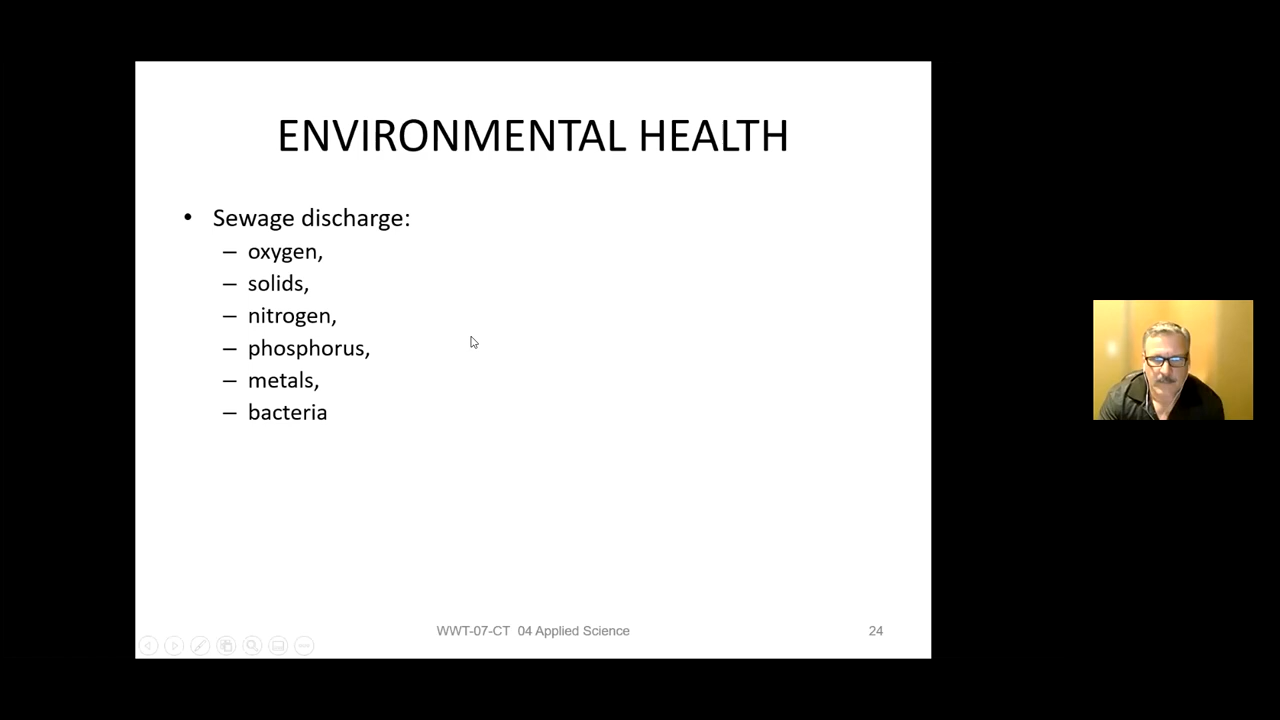 ENVIRONMENTAL HEALTH
• Sewage discharge:
– oxygen,
– solids,
– nitrogen,
– phosphorus,
– metals,
– bacteria
WWT-07-CT 04 Applied Science
24